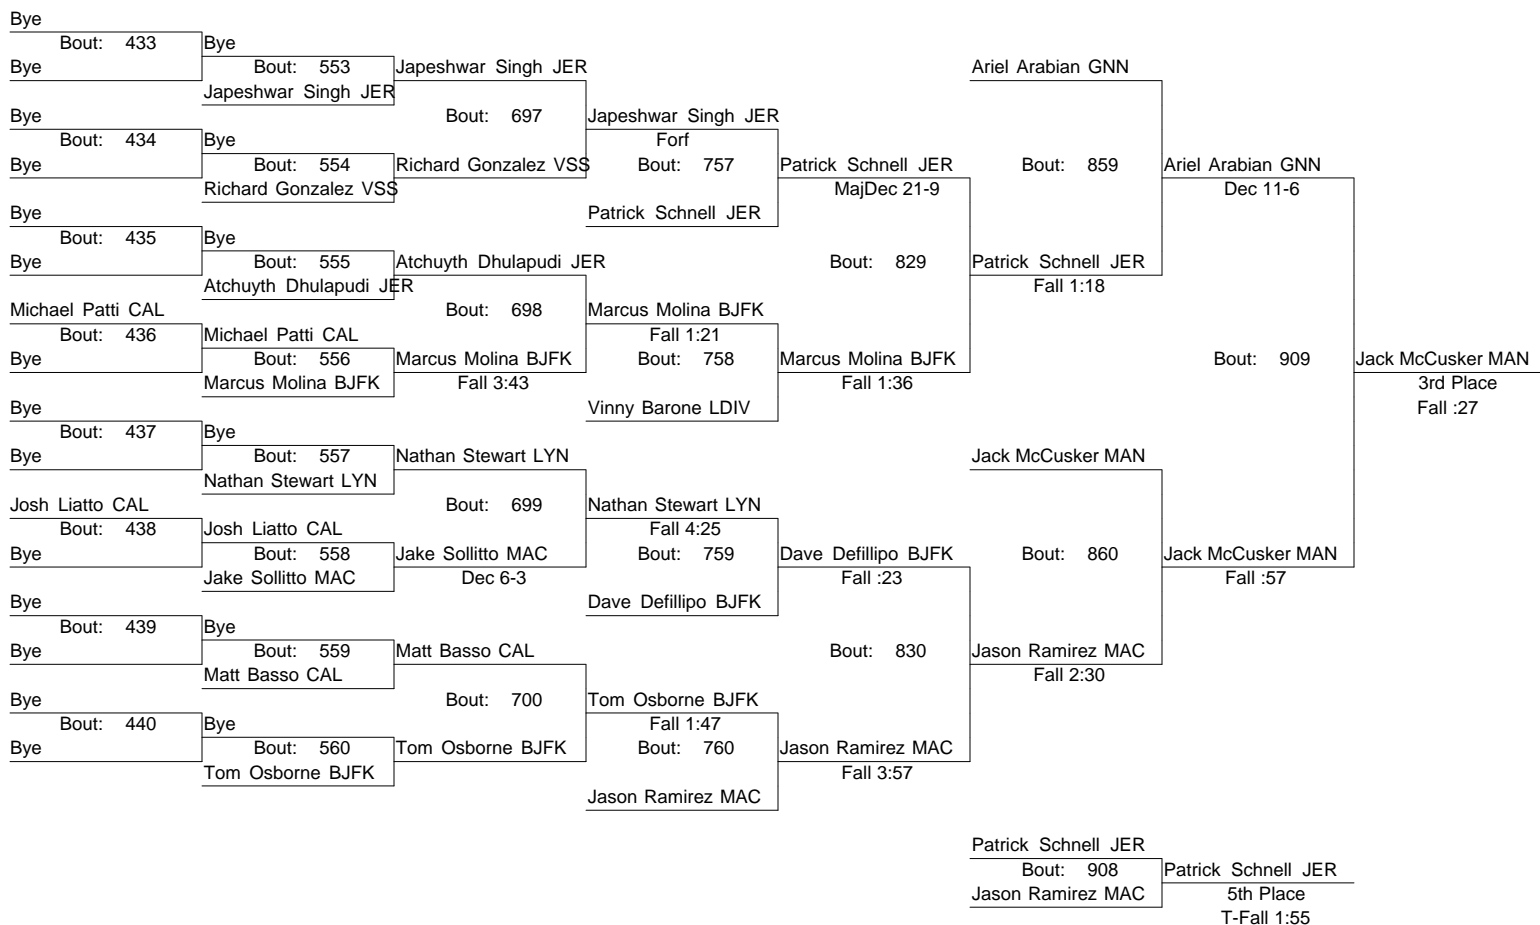 Bye
Bout: 433
Bye
Bye
Bout: 434
Bye
Bye
Bout: 435
Bye
Michael Patti CAL
Bout: 436
Bye
Bye
Bout: 437
Bye
Josh Liatto CAL
Bout: 438
Bye
Bye
Bout: 439
Bye
Bye
Bout: 440
Bye
Bye
Bout: 553
Japeshwar Singh JER
Bye
Bout: 554
Richard Gonzalez VSS
Bye
Bout: 555
Atchuyth Dhulapudi JER
Michael Patti CAL
Bout: 556
Marcus Molina BJFK
Bye
Bout: 557
Nathan Stewart LYN
Josh Liatto CAL
Bout: 558
Jake Sollitto MAC
Bye
Bout: 559
Matt Basso CAL
Bye
Bout: 560
Tom Osborne BJFK
Japeshwar Singh JER
Bout: 697
Richard Gonzalez VSS
Atchuyth Dhulapudi JER
Bout: 698
Marcus Molina BJFK
Fall 3:43
Nathan Stewart LYN
Bout: 699
Jake Sollitto MAC
Dec 6-3
Matt Basso CAL
Bout: 700
Tom Osborne BJFK
Japeshwar Singh JER
Forf
Bout: 757
Patrick Schnell JER
Marcus Molina BJFK
Fall 1:21
Bout: 758
Vinny Barone LDIV
Nathan Stewart LYN
Fall 4:25
Bout: 759
Dave Defillipo BJFK
Tom Osborne BJFK
Fall 1:47
Bout: 760
Jason Ramirez MAC
Patrick Schnell JER
MajDec 21-9
Bout: 829
Marcus Molina BJFK
Fall 1:36
Dave Defillipo BJFK
Fall :23
Bout: 830
Jason Ramirez MAC
Fall 3:57
Ariel Arabian GNN
Bout: 859
Patrick Schnell JER
Fall 1:18
Jack McCusker MAN
Bout: 860
Jason Ramirez MAC
Fall 2:30
Ariel Arabian GNN
Dec 11-6
Bout: 909
Jack McCusker MAN
Fall :57
Jack McCusker MAN
3rd Place
Fall :27
Patrick Schnell JER
Bout: 908
Jason Ramirez MAC
Patrick Schnell JER
5th Place
T-Fall 1:55